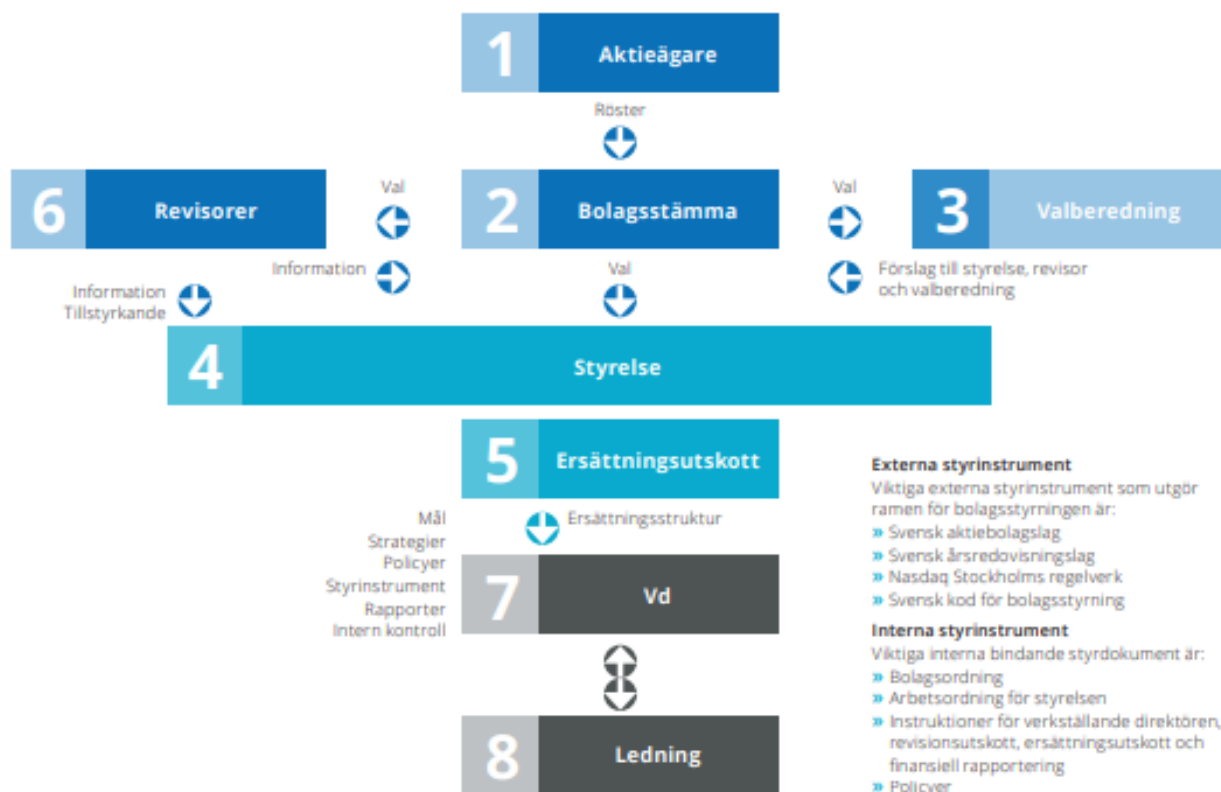 1 Aktieägare
Röster
6 Revisorer
Val
2 Bolagsstämma
Val
3 Valberedning
Information
Val
Förslag till styrelse, revisor
och valberedning
Information
Tillstyrkande
4 Styrelse
5 Ersättningsutskott
Mål
Strategier
Policyer
Styrinstrument
Rapporter
Intern kontroll
Ersättningsstruktur
7 Vd
8 Ledning
Externa styrinstrument
Viktiga externa styrinstrument som utgör
ramen för bolagsstyrningen är:
» Svensk aktiebolagslag
» Svensk årsredovisningslag
» Nasdaq Stockholms regelverk
» Svensk kod för bolagsstyrning
Interna styrinstrument
Viktiga interna bindande styrdokument är:
» Bolagsordning
» Arbetsordning för styrelsen
» Instruktioner för verkställande direktören,
revisionsutskott, ersättningsutskott och
finansiell rapportering
» Policyer